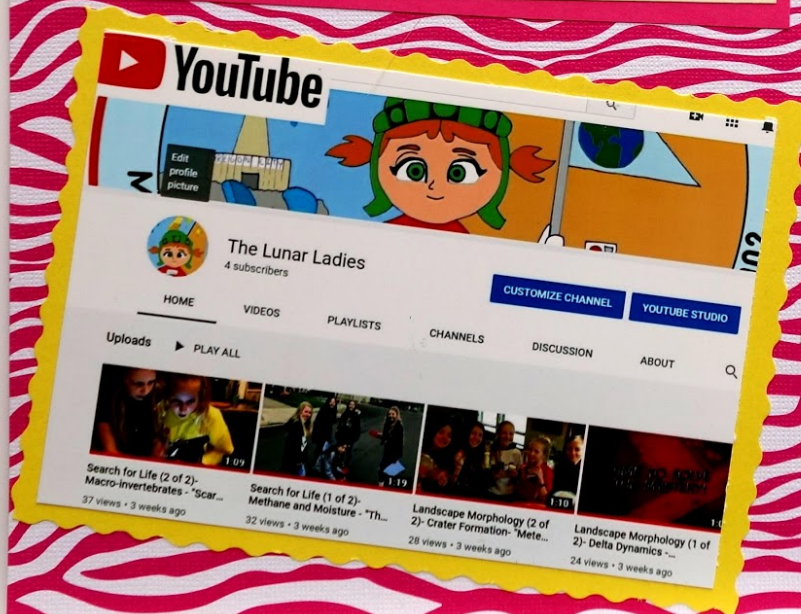 YouTube
Edit
profile
picture
The Lunar Ladies
4 subscribers
CUSTOMIZE CHANNEL
YOUTUBE STUDIO
HOME
VIDEOS
PLAYLISTS
CHANNELS
DISCUSSION
ABOUT
Uploads
PLAY ALL
1:09
1:19
1:10
Search for Life (2 of 2)-
Macro-invertebrates - "Scar...
37 views • 3 weeks ago
Search for Life (1 of 2)-
Methane and Moisture - "Th...
32 views • 3 weeks ago
Landscape Morphology (2 of
2)- Crater Formation- "Mete...
28 views • 3 weeks ago
Landscape Morphology (1 of
2)- Delta Dynamics -...
24 views • 3 weeks ago